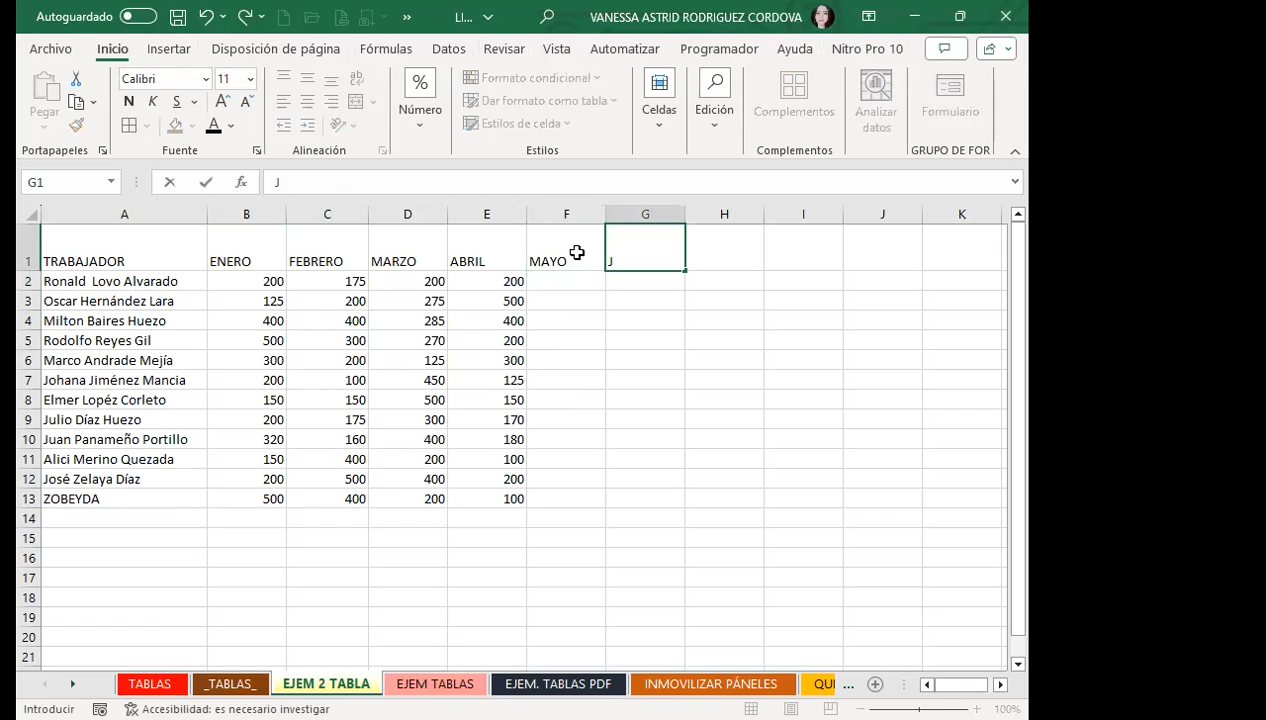 Autoguardado LI... VANESSA ASTRID RODRIGUEZ CORDOVA
Archivo Inicio Insertar Disposición de página Fórmulas Datos Revisar Vista Automatizar Programador Ayuda Nitro Pro 10
Pegar Calibri 11 ab Número Formato condicional Celdas Edición Complementos Analizar datos Formulario
N K S A A % Dar formato como tabla
A Estilos de celda
Portapapeles Fuente Alineación Estilos Complementos GRUPO DE FOR
G1 fx J
A B C D E F G H I J K
1 TRABAJADOR ENERO FEBRERO MARZO ABRIL MAYO J
2 Ronald Lovo Alvarado 200 175 200 200
3 Oscar Hernández Lara 125 200 275 500
4 Milton Baires Huezo 400 400 285 400
5 Rodolfo Reyes Gil 500 300 270 200
6 Marco Andrade Mejía 300 200 125 300
7 Johana Jiménez Mancia 200 100 450 125
8 Elmer Lopéz Corleto 150 150 500 150
9 Julio Díaz Huezo 200 175 300 170
10 Juan Panameño Portillo 320 160 400 180
11 Alici Merino Quezada 150 400 200 100
12 José Zelaya Díaz 200 500 400 200
13 ZOBEYDA 500 400 200 100
14
15
16
17
18
19
20
21
TABLAS _TABLAS_ EJEM 2 TABLA EJEM TABLAS EJEM. TABLAS PDF INMOVILIZAR PÁNELES QUI ...
Introducir Accesibilidad: es necesario investigar 100%